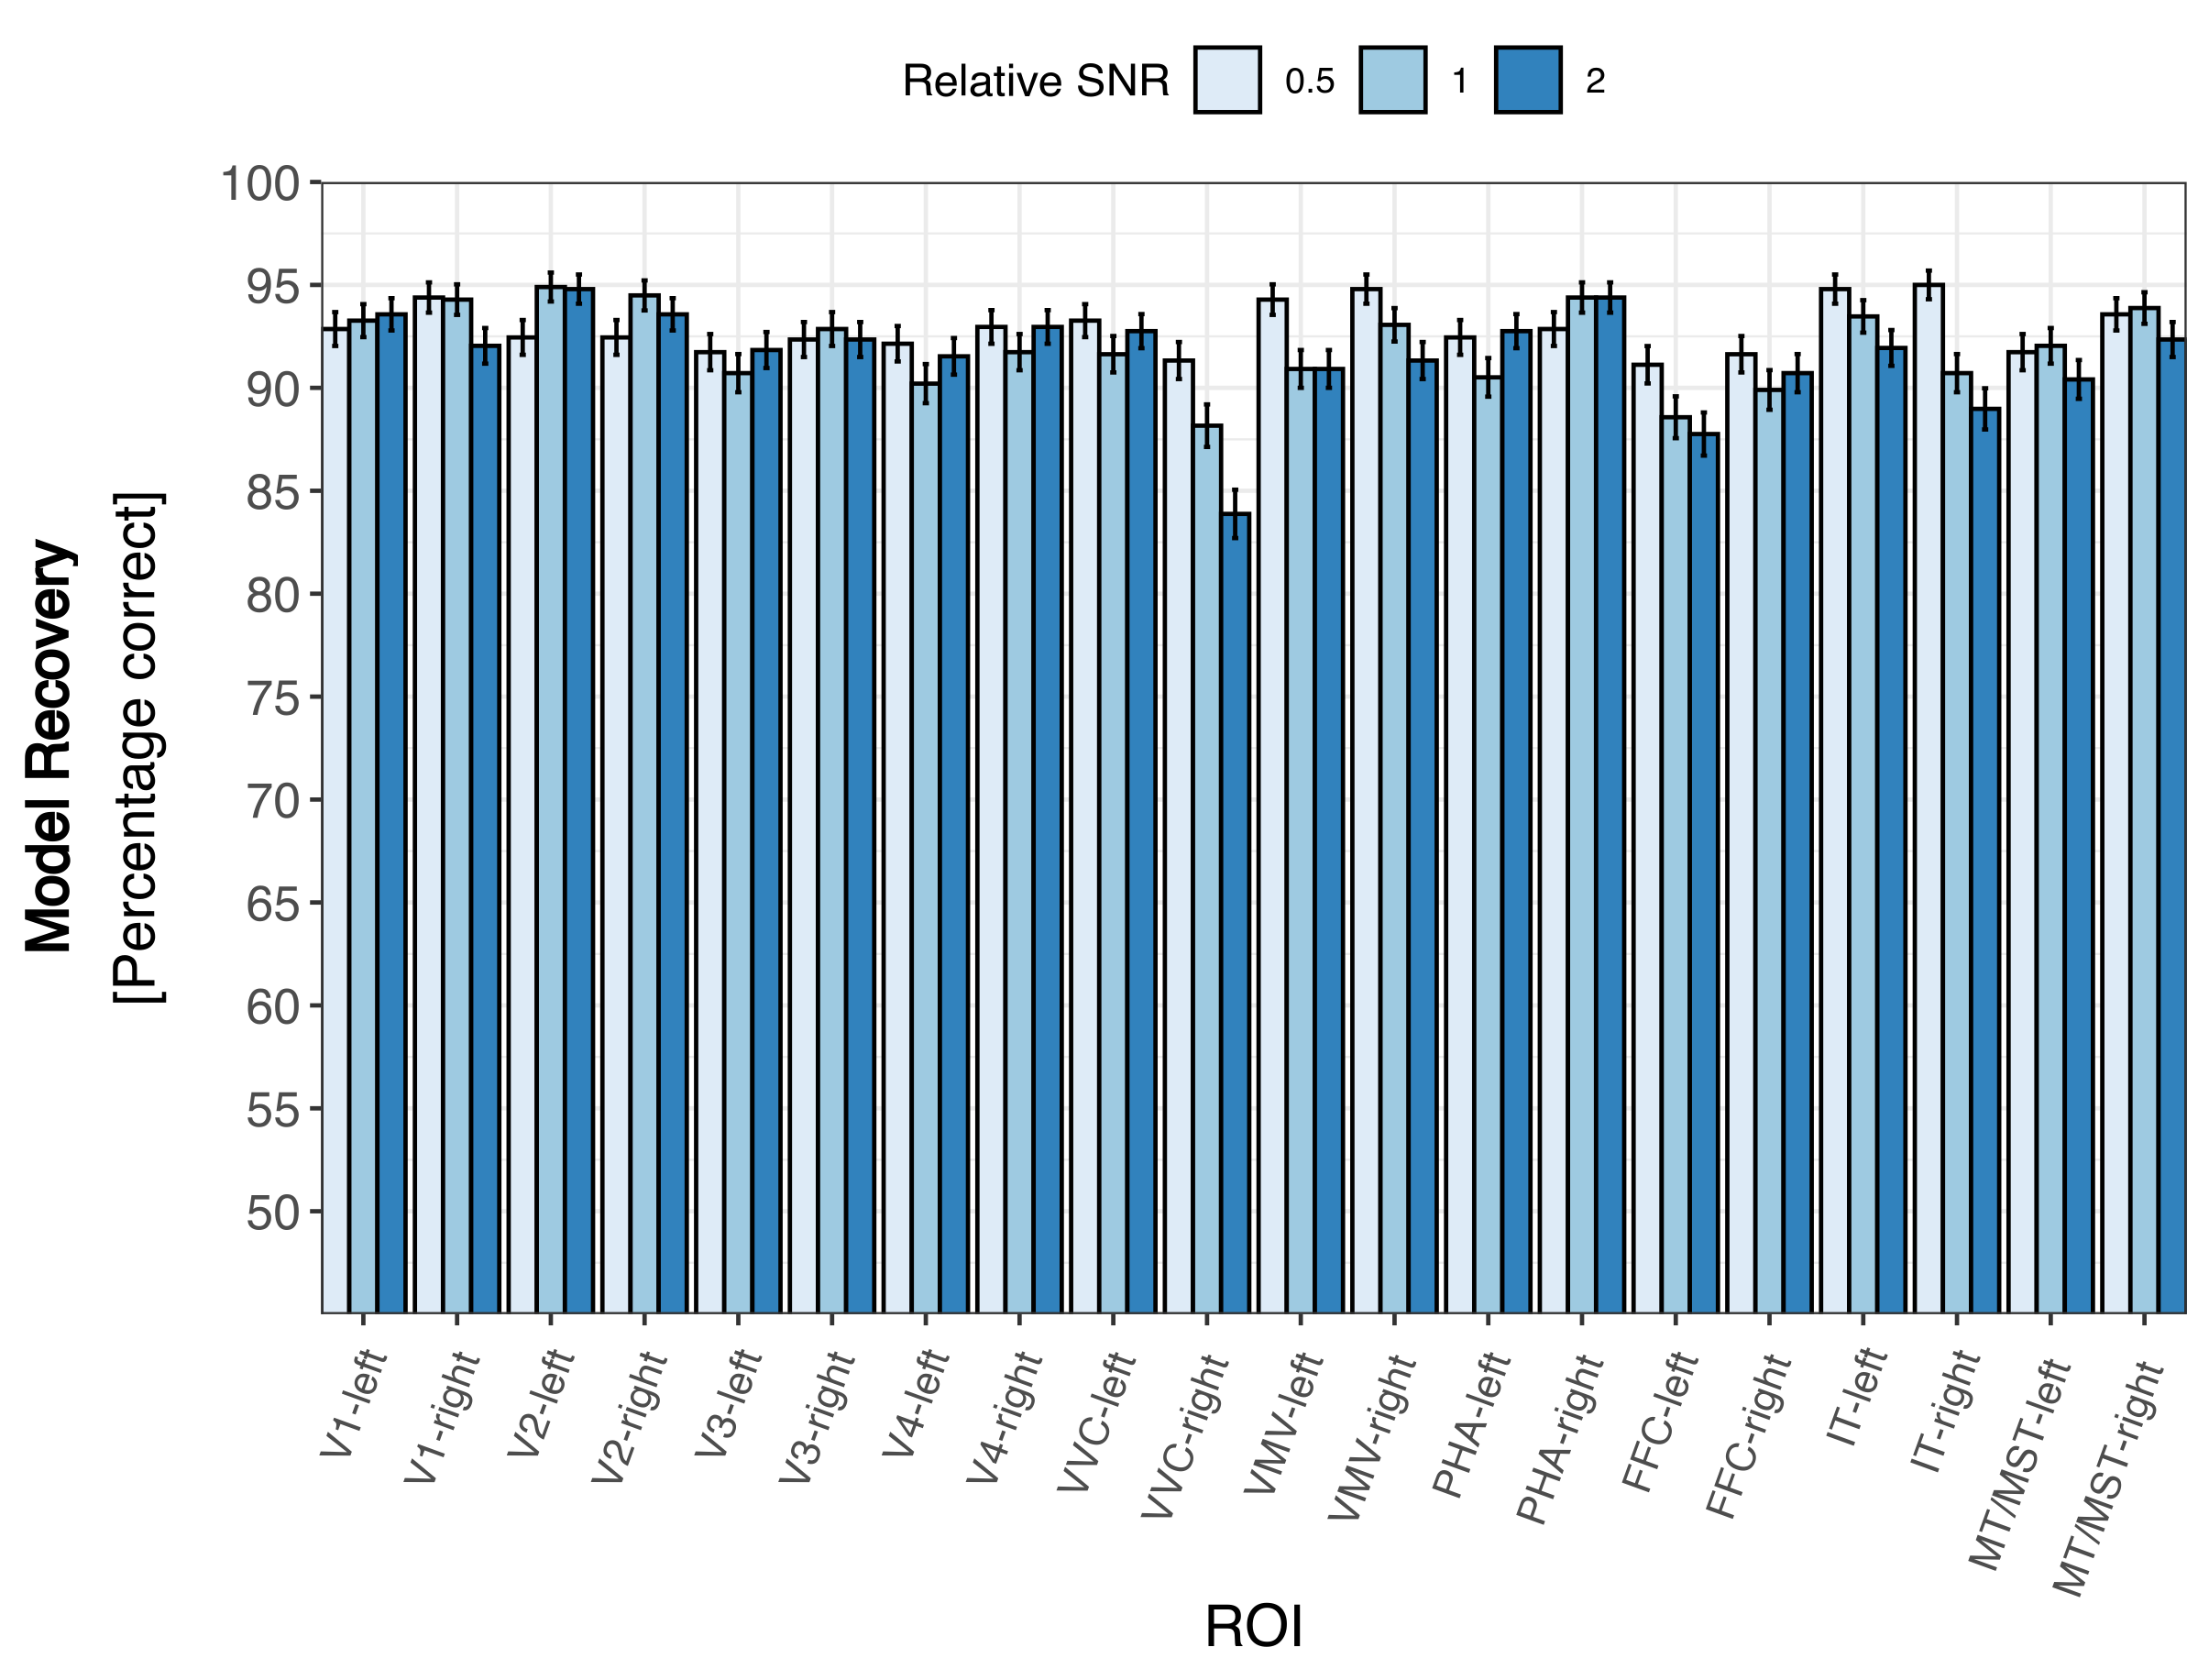 Relative SNR 0.5 1 2
100
95
90
85
80
75
70
65
60
55
50
Model Recovery
[Percentage correct]
V1-left
V1-right
V2-left
V2-right
V3-left
V3-right
V4-left
V4-right
VVC-left
VVC-right
VMV-left
VMV-right
PHA-left
PHA-right
FFC-left
FFC-right
IT-left
IT-right
MT/MST-left
MT/MST-right
ROI